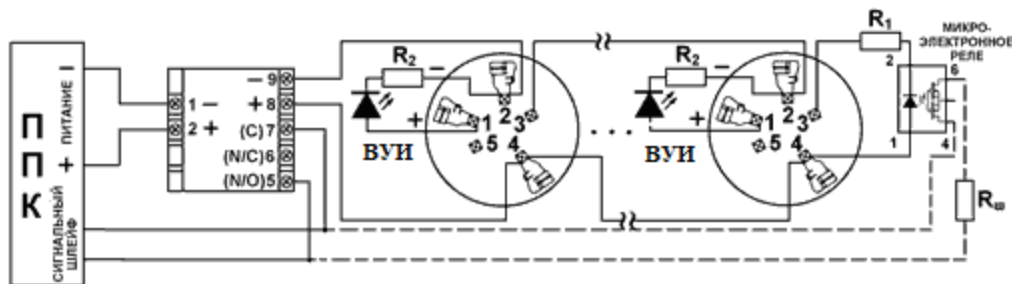 ППК
ПИТАНИЕ
−
+
СИГНАЛЬНЫЙ
ШЛЕЙФ
1 −
2 +
− 9
+ 8
(C) 7
(N/C) 6
(N/O) 5
R2
−
+
ВУИ
1
2
3
4
5
...
R2
−
+
ВУИ
1
2
3
4
5
R1
МИКРО-
ЭЛЕКТРОННОЕ
РЕЛЕ
2
6
1
4
Rш